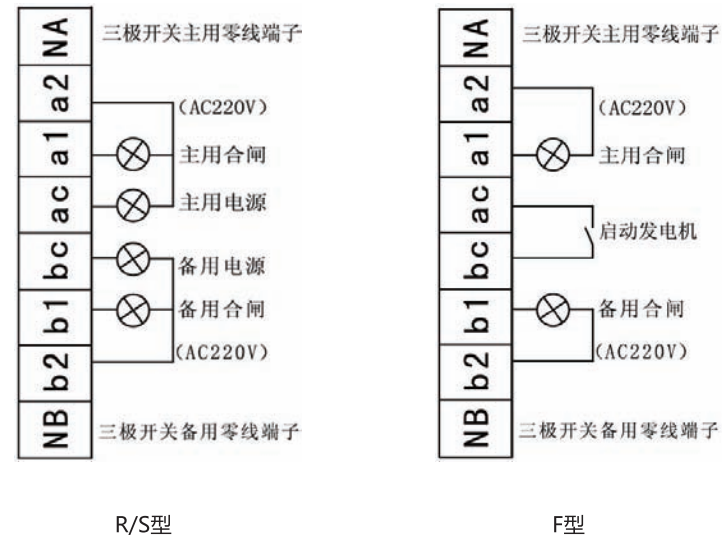 NA
三极开关主用零线端子
a2
(AC220V)
a1
主用合闸
ac
主用电源
bc
备用电源
b1
备用合闸
b2
(AC220V)
NB
三极开关备用零线端子
R/S型
NA
三极开关主用零线端子
a2
(AC220V)
a1
主用合闸
ac
启动发电机
bc
b1
备用合闸
b2
(AC220V)
NB
三极开关备用零线端子
F型